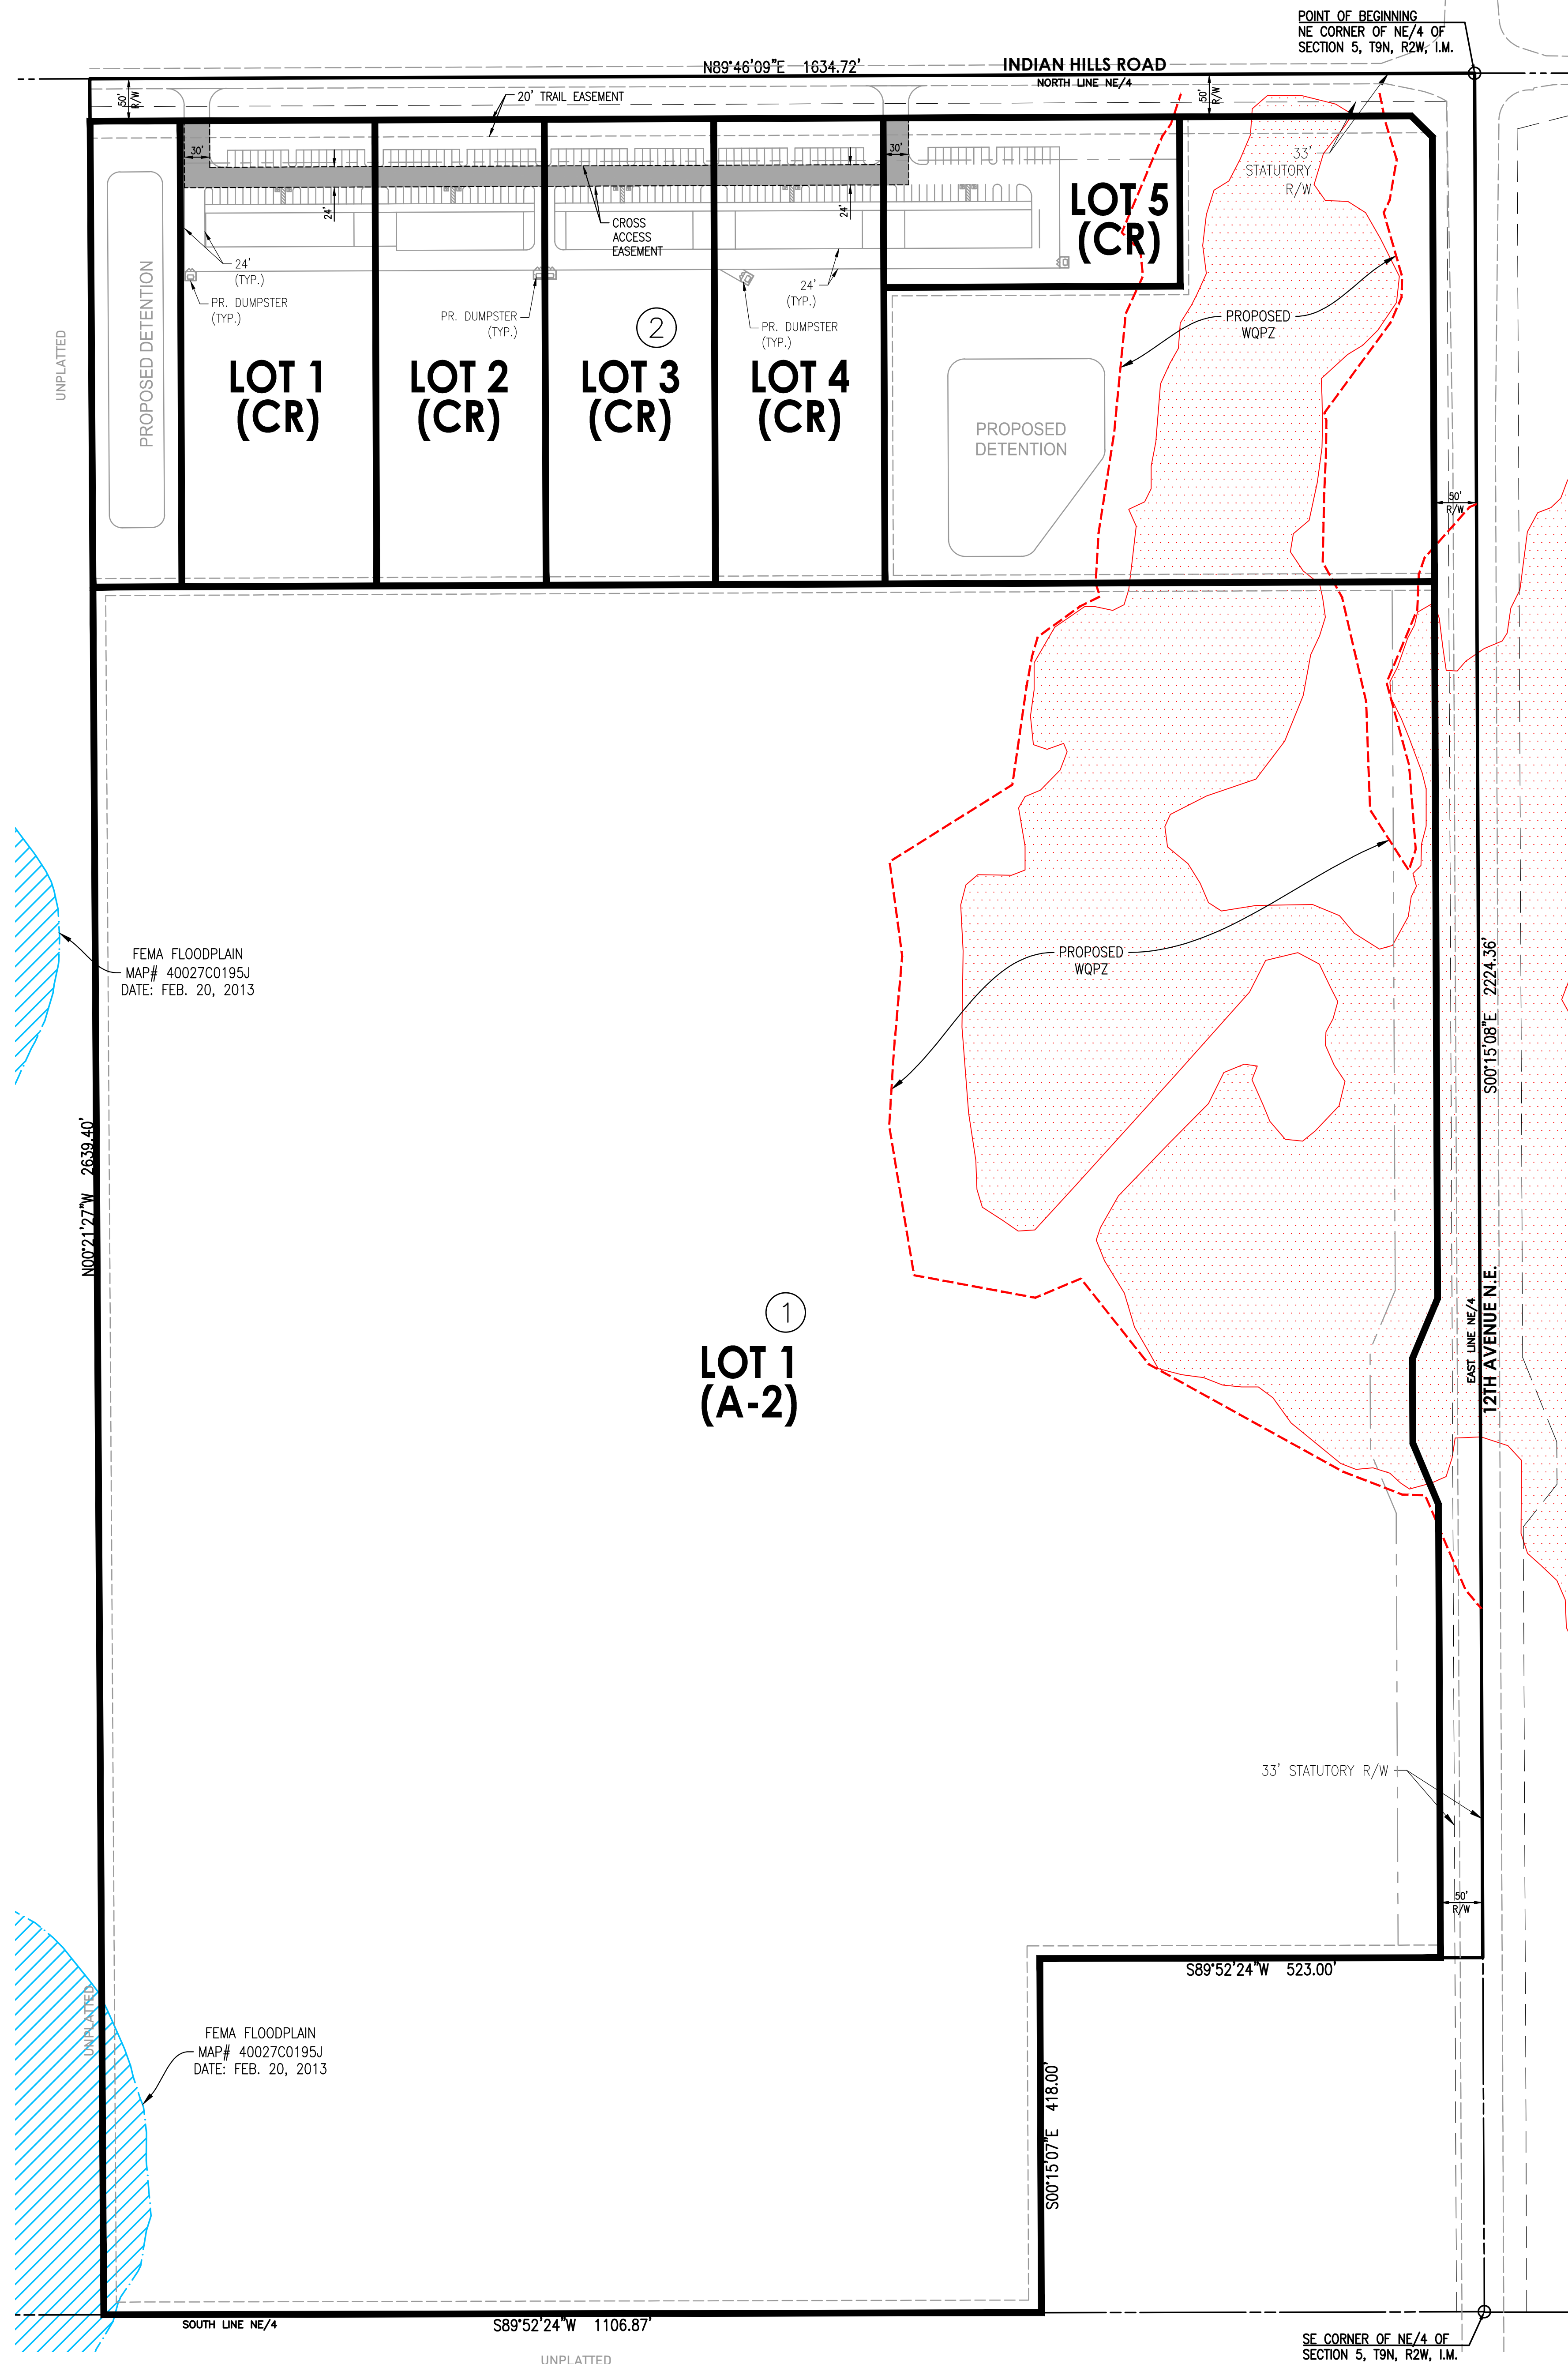 POINT OF BEGINNING
NE CORNER OF NE/4 OF
SECTION 5, T9N, R2W, I.M.
N89°46'09"E 1634.72'
INDIAN HILLS ROAD
NORTH LINE NE/4
50'
R/W
20' TRAIL EASEMENT
50'
R/W
30'
30'
33'
STATUTORY
R/W
LOT 5
(CR)
24'
24'
CROSS
ACCESS
EASEMENT
24'
(TYP.)
PR. DUMPSTER
(TYP.)
PR. DUMPSTER
(TYP.)
24'
(TYP.)
PR. DUMPSTER
(TYP.)
PROPOSED
WQPZ
UNPLATTED
PROPOSED DETENTION
2
LOT 1
(CR)
LOT 2
(CR)
LOT 3
(CR)
LOT 4
(CR)
PROPOSED
DETENTION
50'
R/W
FEMA FLOODPLAIN
MAP# 40027C0195J
DATE: FEB. 20, 2013
PROPOSED
WQPZ
S00°15'08"E 2224.36'
N00°21'27"W 2639.40'
1
LOT 1
(A-2)
EAST LINE NE/4
12TH AVENUE N.E.
33' STATUTORY R/W
50'
R/W
S89°52'24"W 523.00'
UNPLATTED
FEMA FLOODPLAIN
MAP# 40027C0195J
DATE: FEB. 20, 2013
S00°15'07"E 418.00'
SOUTH LINE NE/4
S89°52'24"W 1106.87'
UNPLATTED
SE CORNER OF NE/4 OF
SECTION 5, T9N, R2W, I.M.